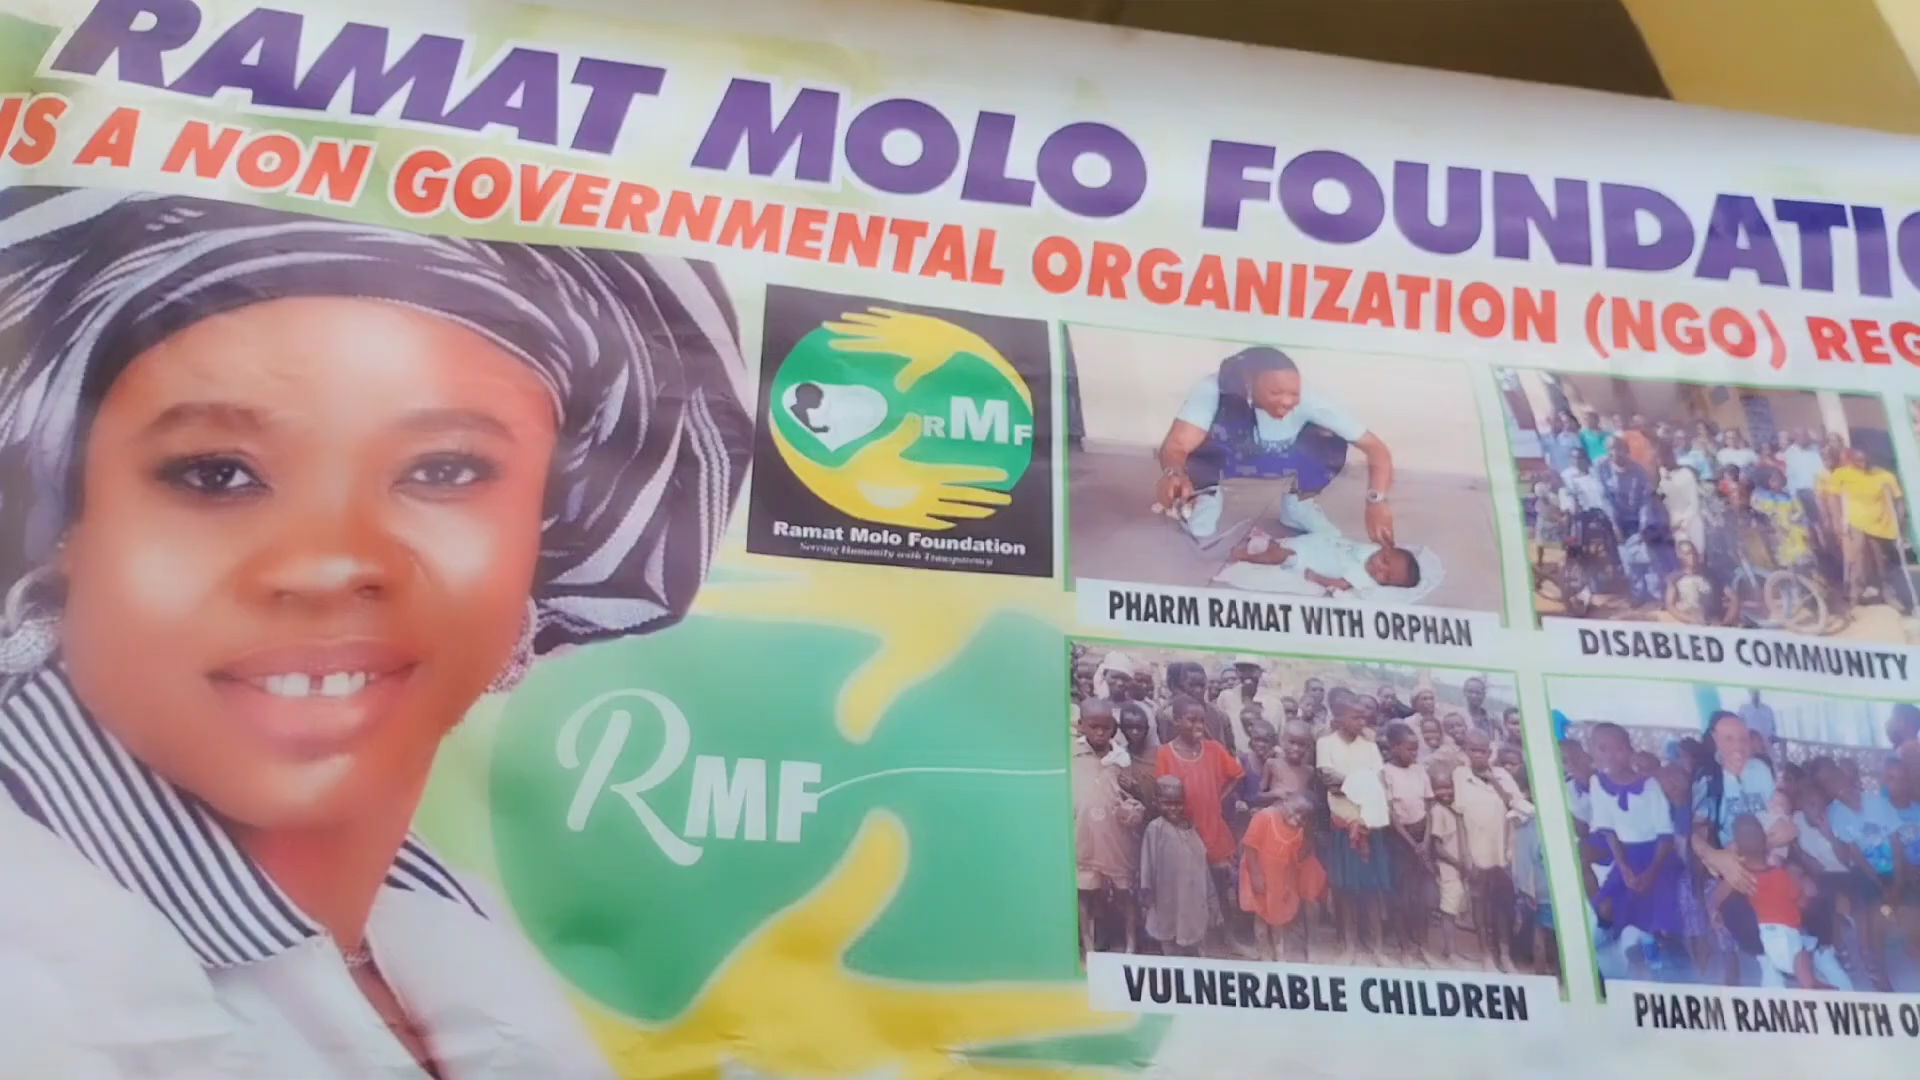 RAMAT MOLO FOUNDATIO
IS A NON GOVERNMENTAL ORGANIZATION (NGO) REG
RMF
Ramat Molo Foundation
Serving Humanity with Transparency
PHARM RAMAT WITH ORPHAN
DISABLED COMMUNITY
RMF
VULNERABLE CHILDREN
PHARM RAMAT WITH O